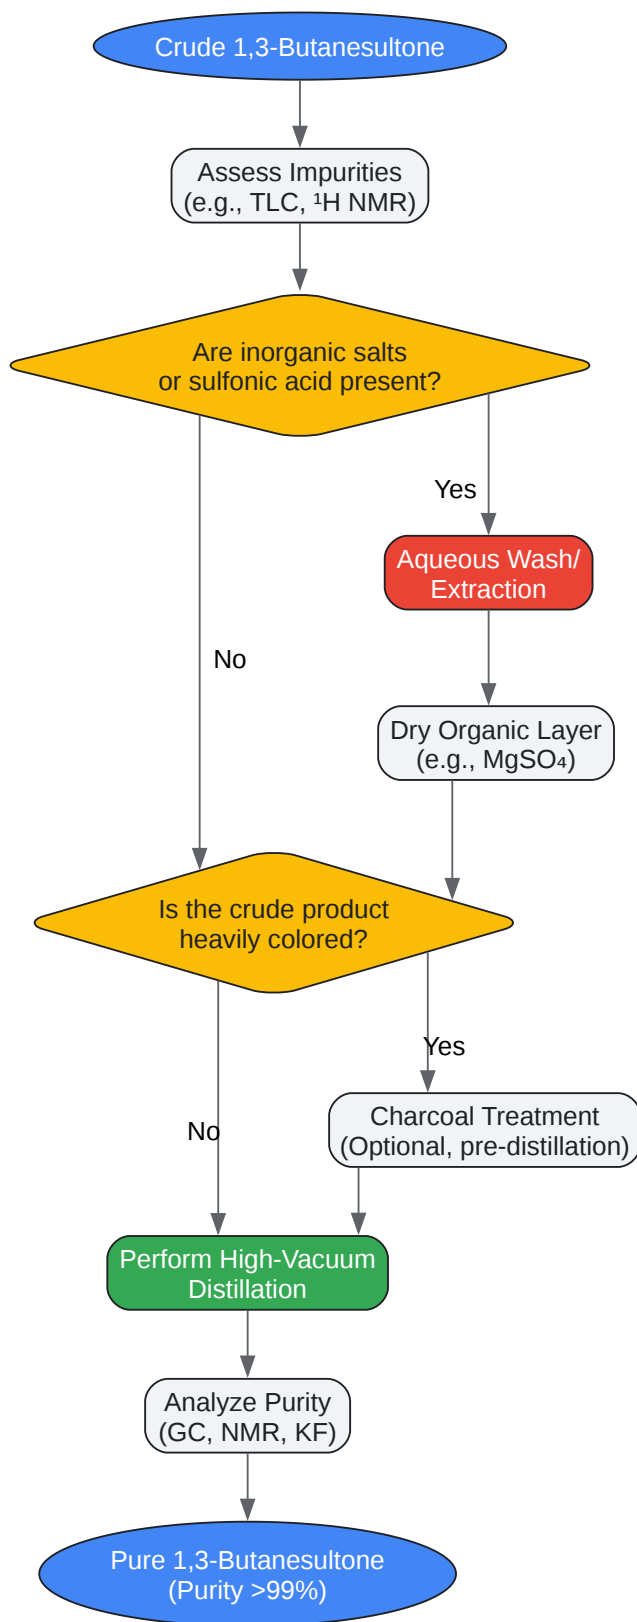 Crude 1,3-Butanesultone
Assess Impurities
(e.g., TLC, ¹H NMR)
Are inorganic salts
or sulfonic acid present?
Yes
Aqueous Wash/
Extraction
No
Dry Organic Layer
(e.g., MgSO₄)
Is the crude product
heavily colored?
Yes
Charcoal Treatment
(Optional, pre-distillation)
No
Perform High-Vacuum
Distillation
Analyze Purity
(GC, NMR, KF)
Pure 1,3-Butanesultone
(Purity >99%)